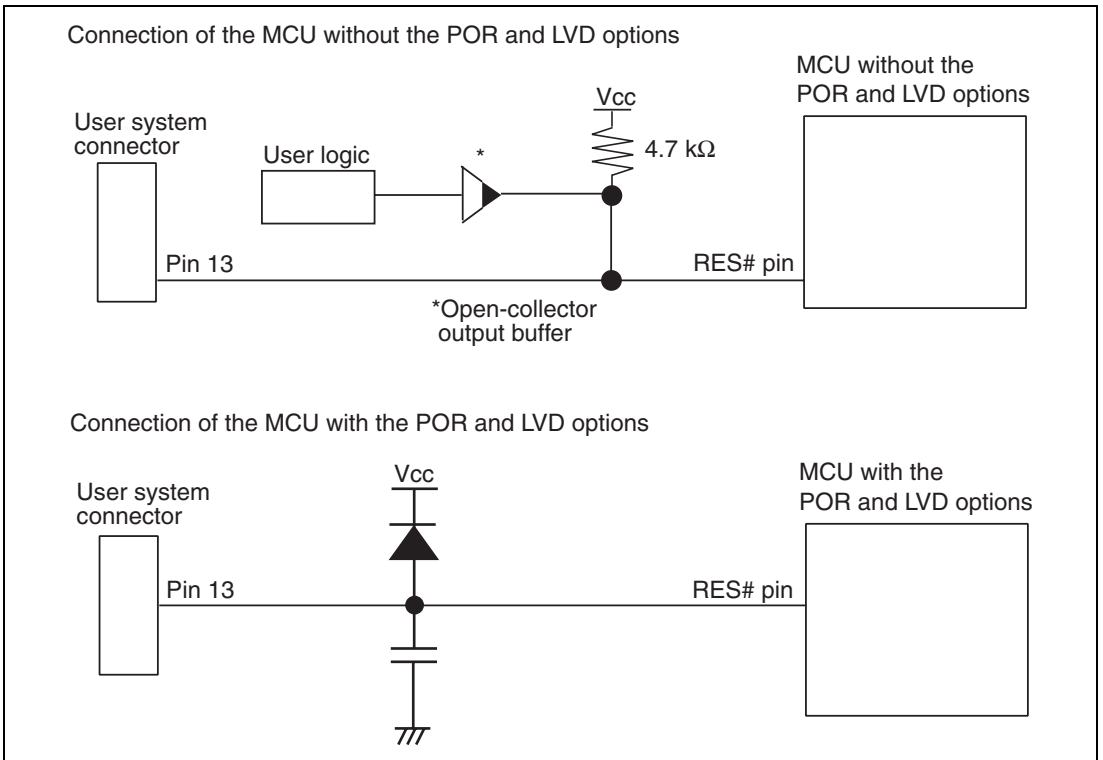 Connection of the MCU without the POR and LVD options
MCU without the
POR and LVD options
Vcc
User system
connector
User logic
*
4.7 kΩ
Pin 13
RES# pin
*Open-collector
output buffer
Connection of the MCU with the POR and LVD options
MCU with the
POR and LVD options
Vcc
User system
connector
Pin 13
RES# pin